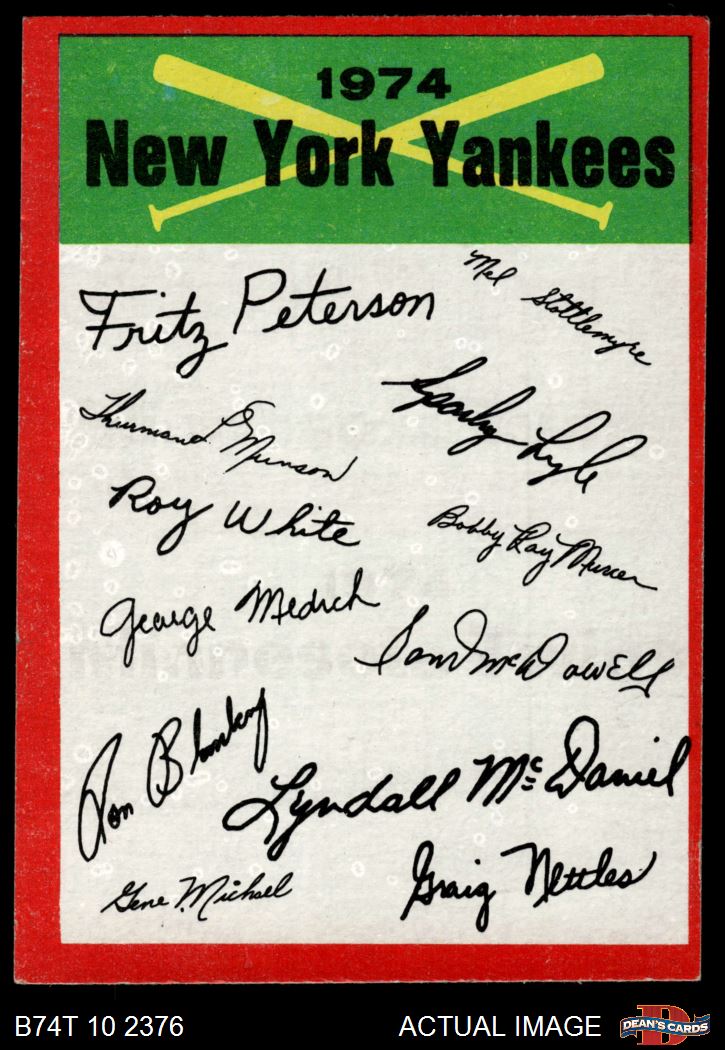 1974
New York Yankees
Fritz Peterson
Mel Stottlemyre
Thurman Munson
Sparky Lyle
Roy White
Bobby Ray Murcer
George Medich
Sam McDowell
Ron Blomberg
Lyndall McDaniel
Gene Michael
Graig Nettles
B74T 10 2376
ACTUAL IMAGE
D
DEAN'S CARDS